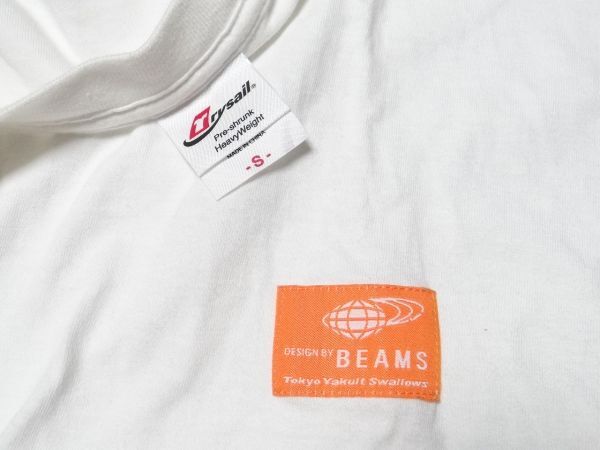 Trysail
Pre-shrunk
HeavyWeight
MADE IN CHINA
- S -
DESIGN BY BEAMS
Tokyo Yakult Swallows